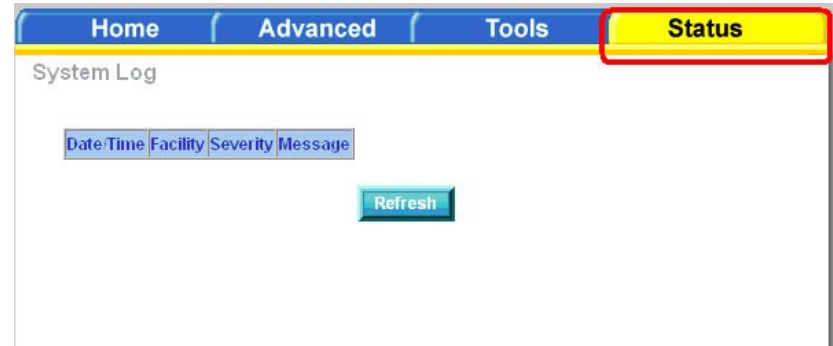 Home Advanced Tools Status
System Log
Date/Time Facility Severity Message
Refresh